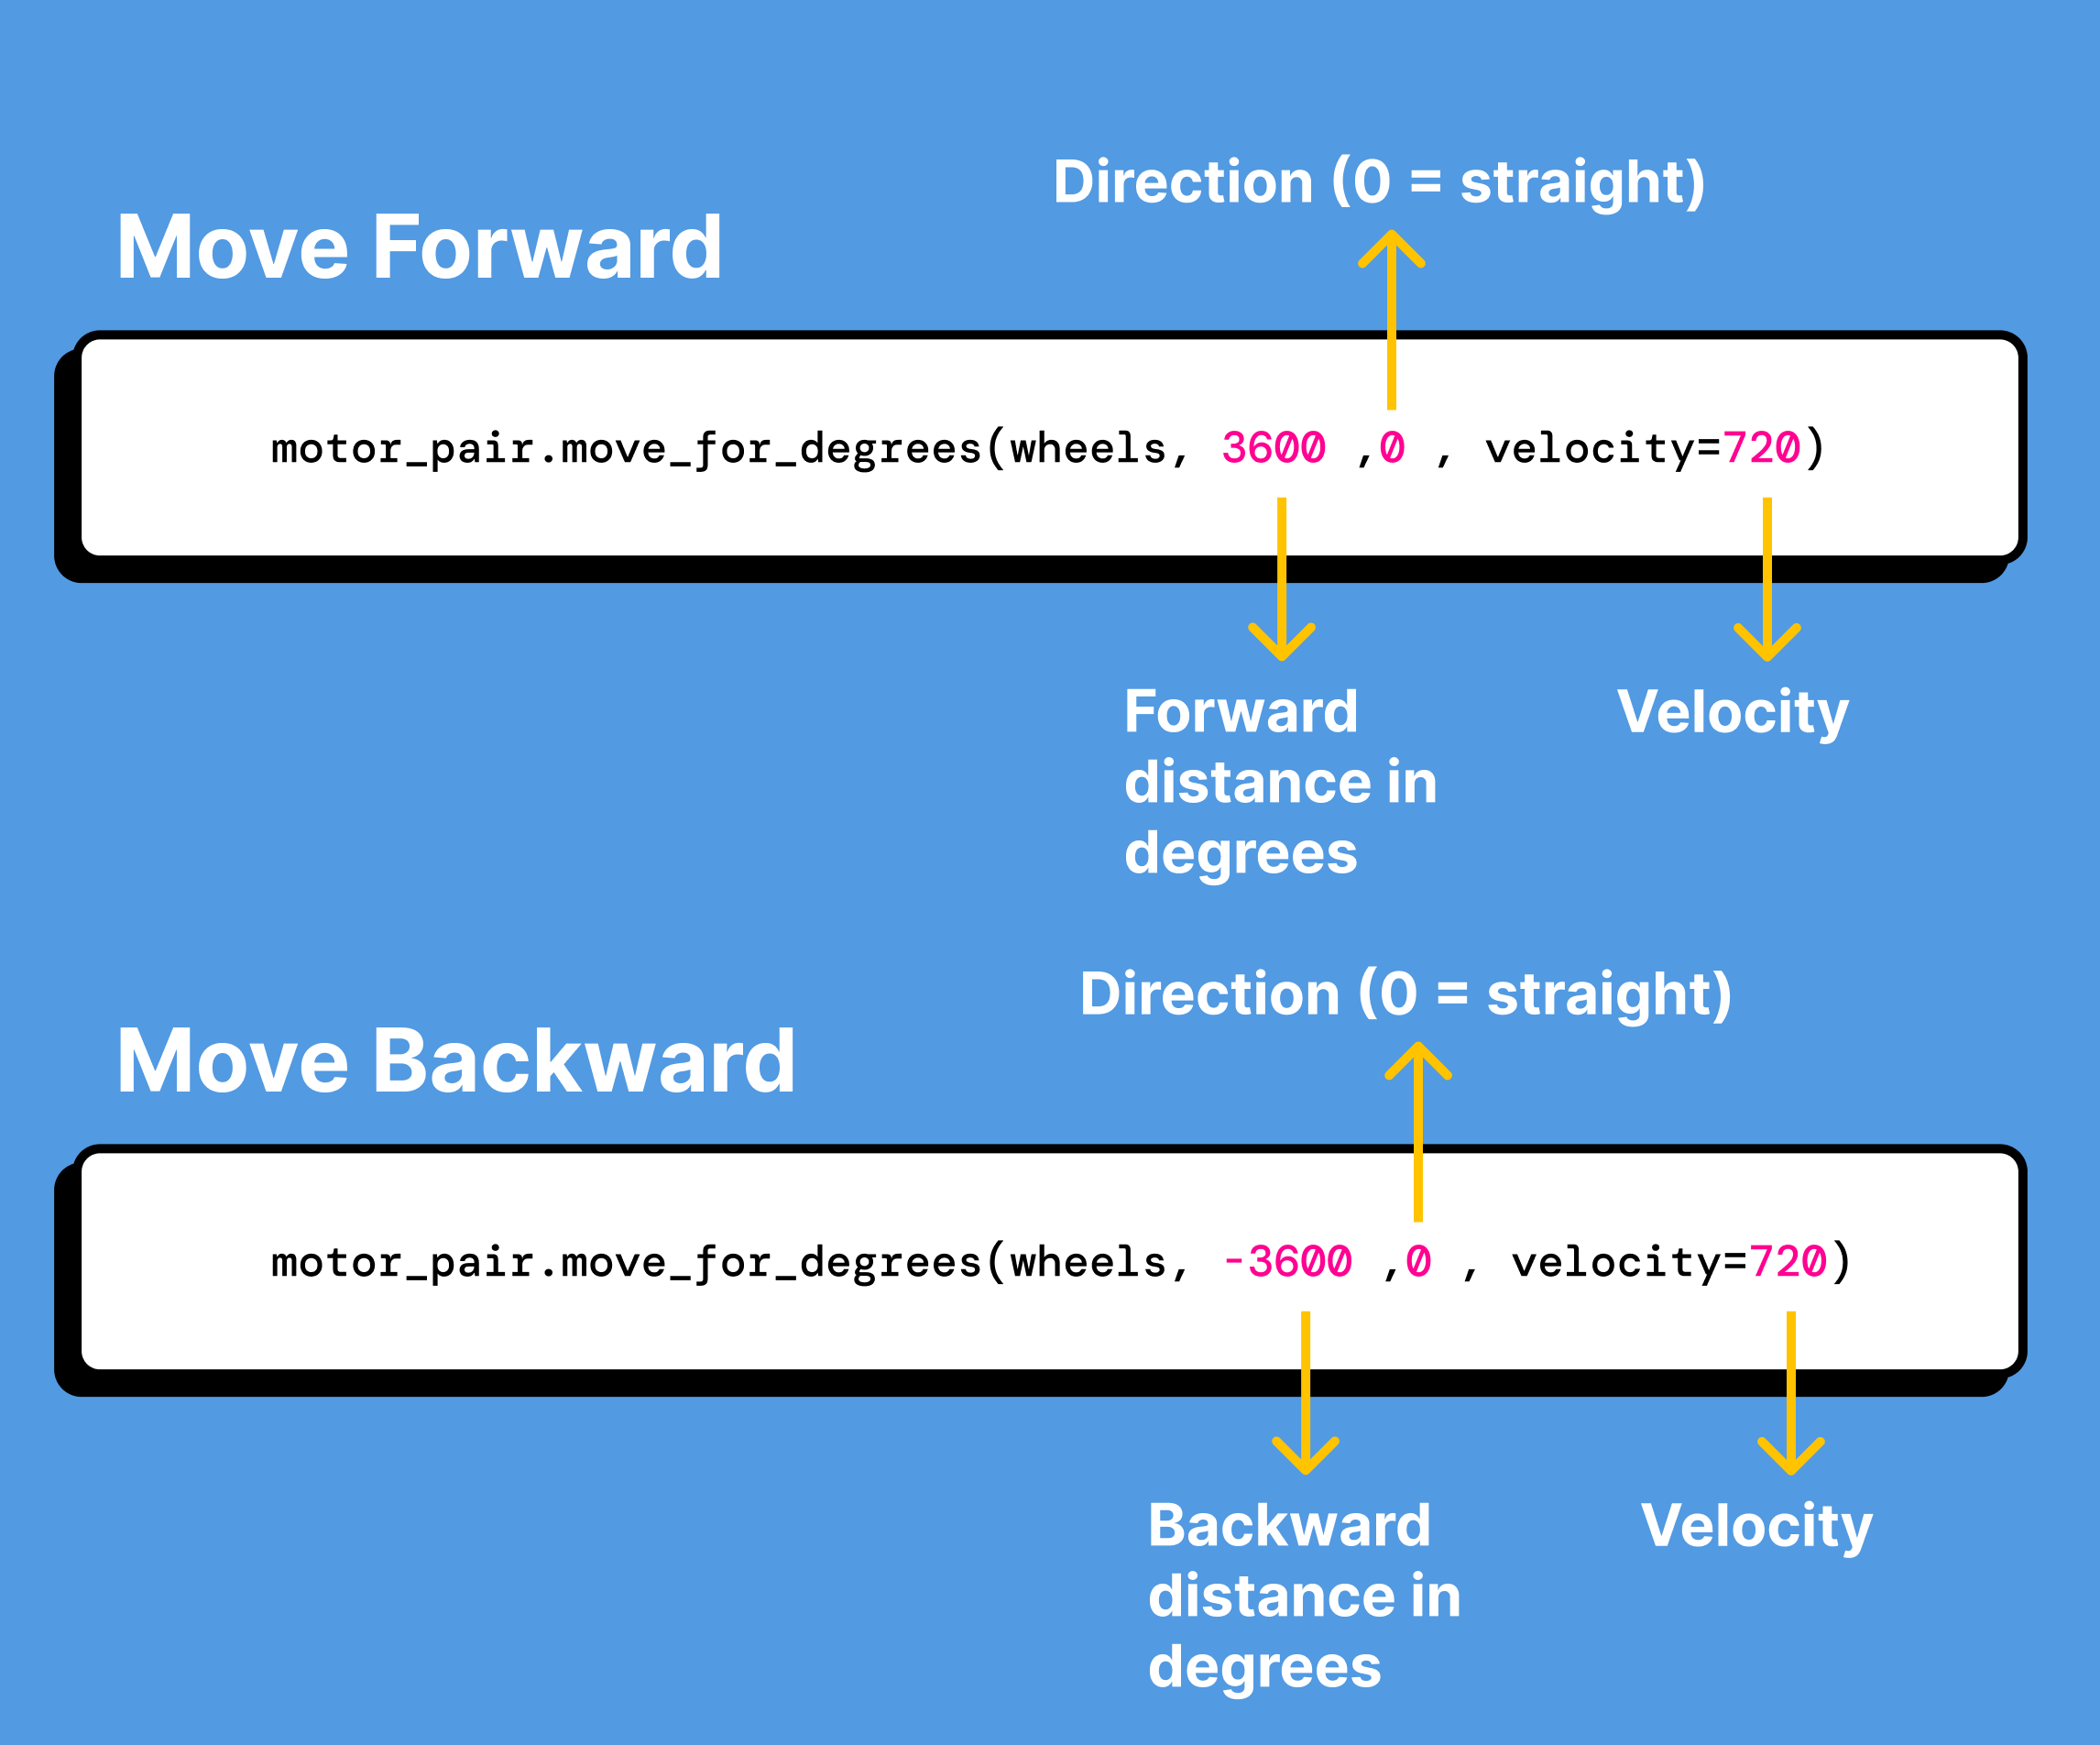 Direction (0 = straight)
Move Forward
motor_pair.move_for_degrees(wheels, 3600 ,0 , velocity=720)
Forward
distance in
degrees
Velocity
Direction (0 = straight)
Move Backward
motor_pair.move_for_degrees(wheels, -3600 ,0 , velocity=720)
Backward
distance in
degrees
Velocity